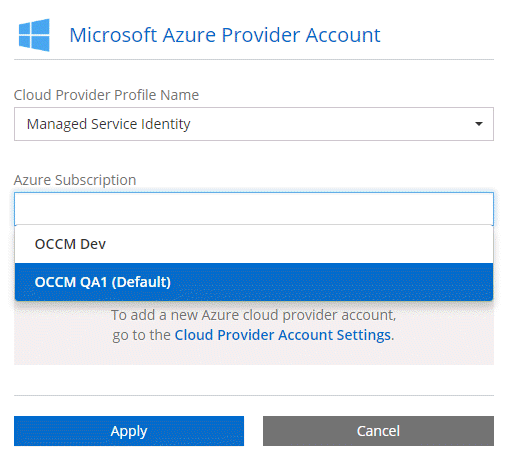 Microsoft Azure Provider Account
Cloud Provider Profile Name
Managed Service Identity
Azure Subscription
OCCM Dev
OCCM QA1 (Default)
To add a new Azure cloud provider account,
go to the Cloud Provider Account Settings.
Apply
Cancel